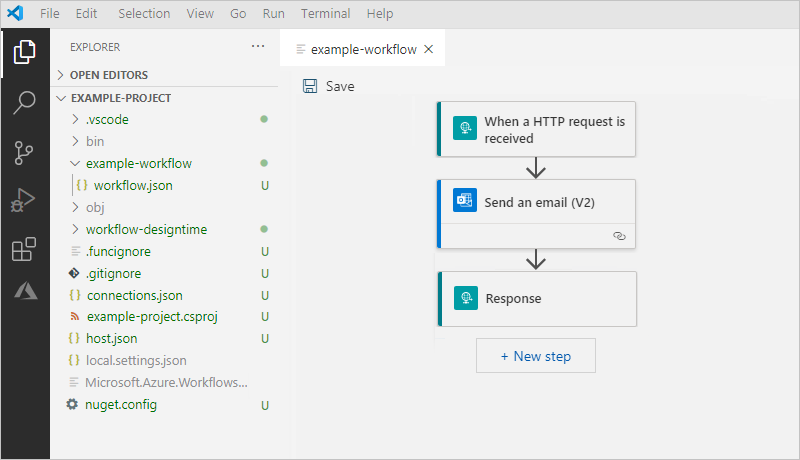 File Edit Selection View Go Run Terminal Help
EXPLORER ···
OPEN EDITORS
EXAMPLE-PROJECT
.vscode
bin
example-workflow
{ } workflow.json U
obj
workflow-designtime
.funcignore U
.gitignore U
{ } connections.json U
example-project.csproj U
{ } host.json U
{ } local.settings.json
Microsoft.Azure.Workflows...
nuget.config U
example-workflow ×
Save
When a HTTP request is
received
Send an email (V2)
Response
+ New step